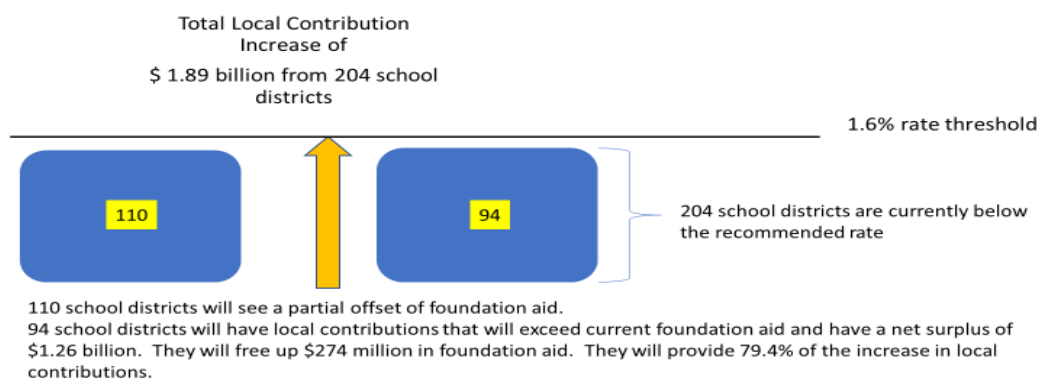 Total Local Contribution
Increase of
$ 1.89 billion from 204 school
districts
1.6% rate threshold
110
94
204 school districts are currently below
the recommended rate
110 school districts will see a partial offset of foundation aid.
94 school districts will have local contributions that will exceed current foundation aid and have a net surplus of
$1.26 billion.  They will free up $274 million in foundation aid.  They will provide 79.4% of the increase in local
contributions.